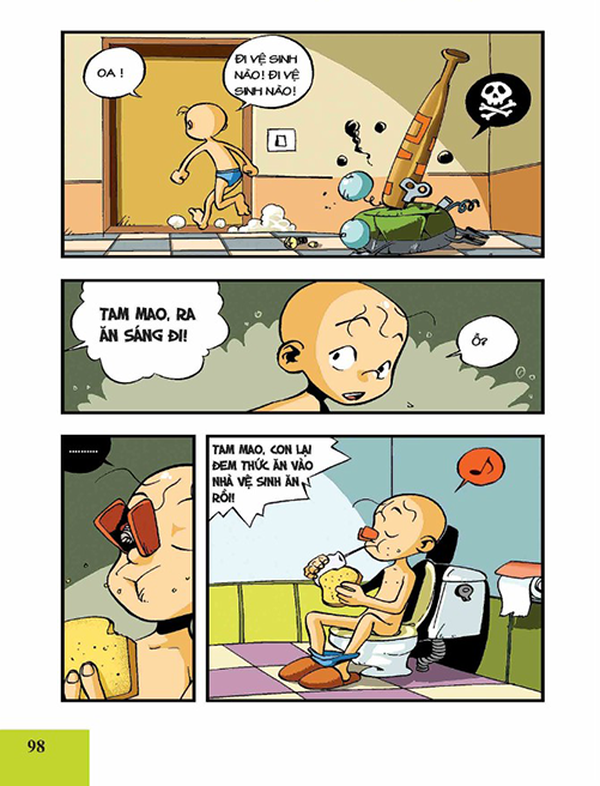 OA !
ĐI VỆ SINH
NÀO! ĐI VỆ
SINH NÀO!
TAM MAO, RA
ĂN SÁNG ĐI!
Ồ?
..........
TAM MAO, CON LẠI
ĐEM THỨC ĂN VÀO
NHÀ VỆ SINH ĂN
RỒI!
98